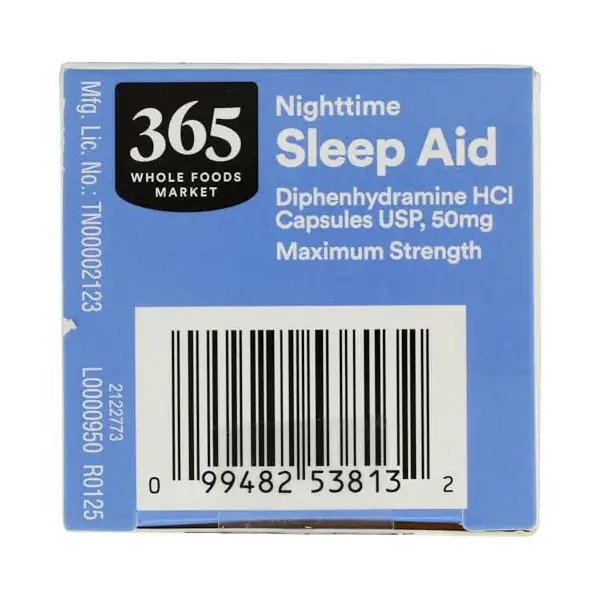 365
WHOLE FOODS
MARKET
Nighttime
Sleep Aid
Diphenhydramine HCl
Capsules USP, 50mg
Maximum Strength
Mfg. Lic. No.: TN00002123
2122773
L0000950 R0125
0 99482 53813 2